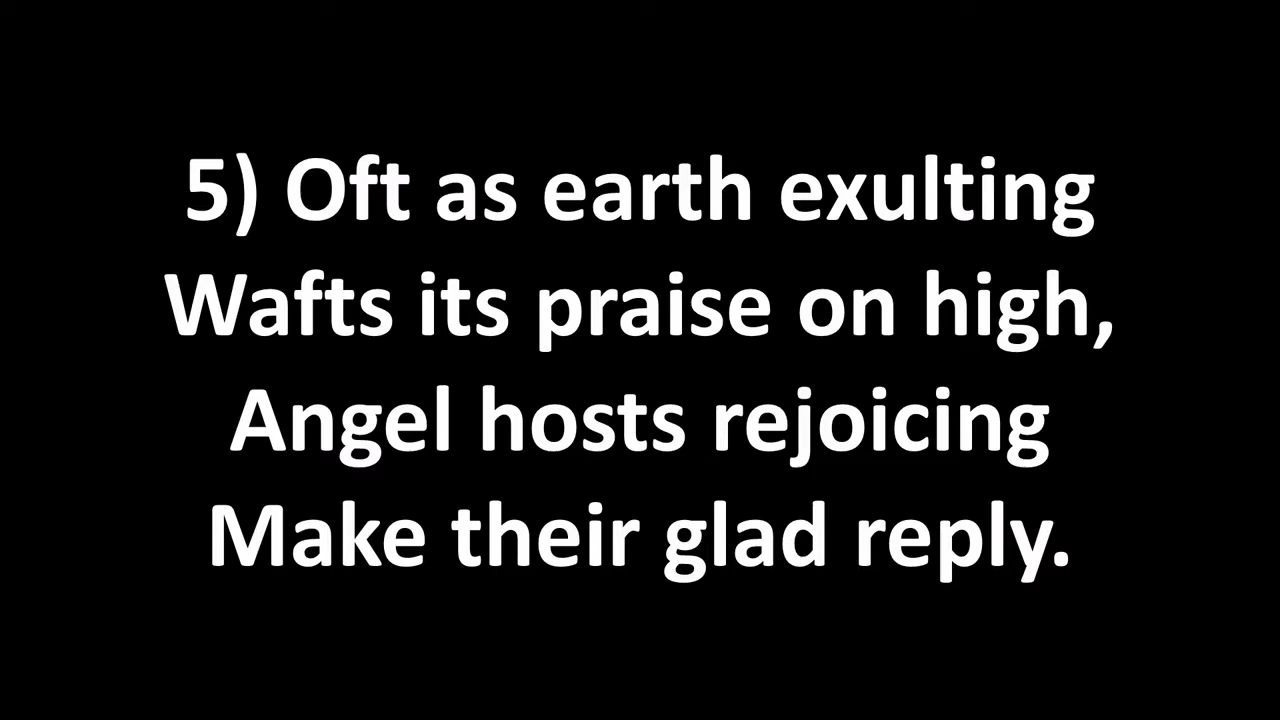 5) Oft as earth exulting
Wafts its praise on high,
Angel hosts rejoicing
Make their glad reply.